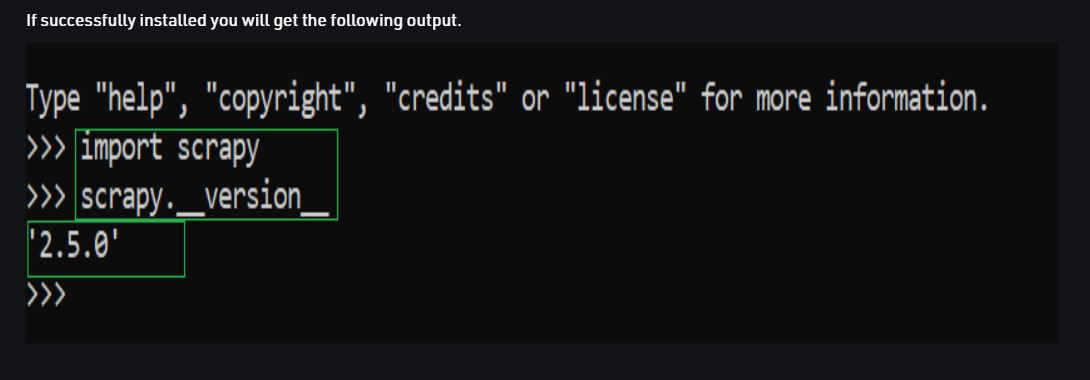 If successfully installed you will get the following output.
Type "help", "copyright", "credits" or "license" for more information.
>>> import scrapy
>>> scrapy.__version__
'2.5.0'
>>>